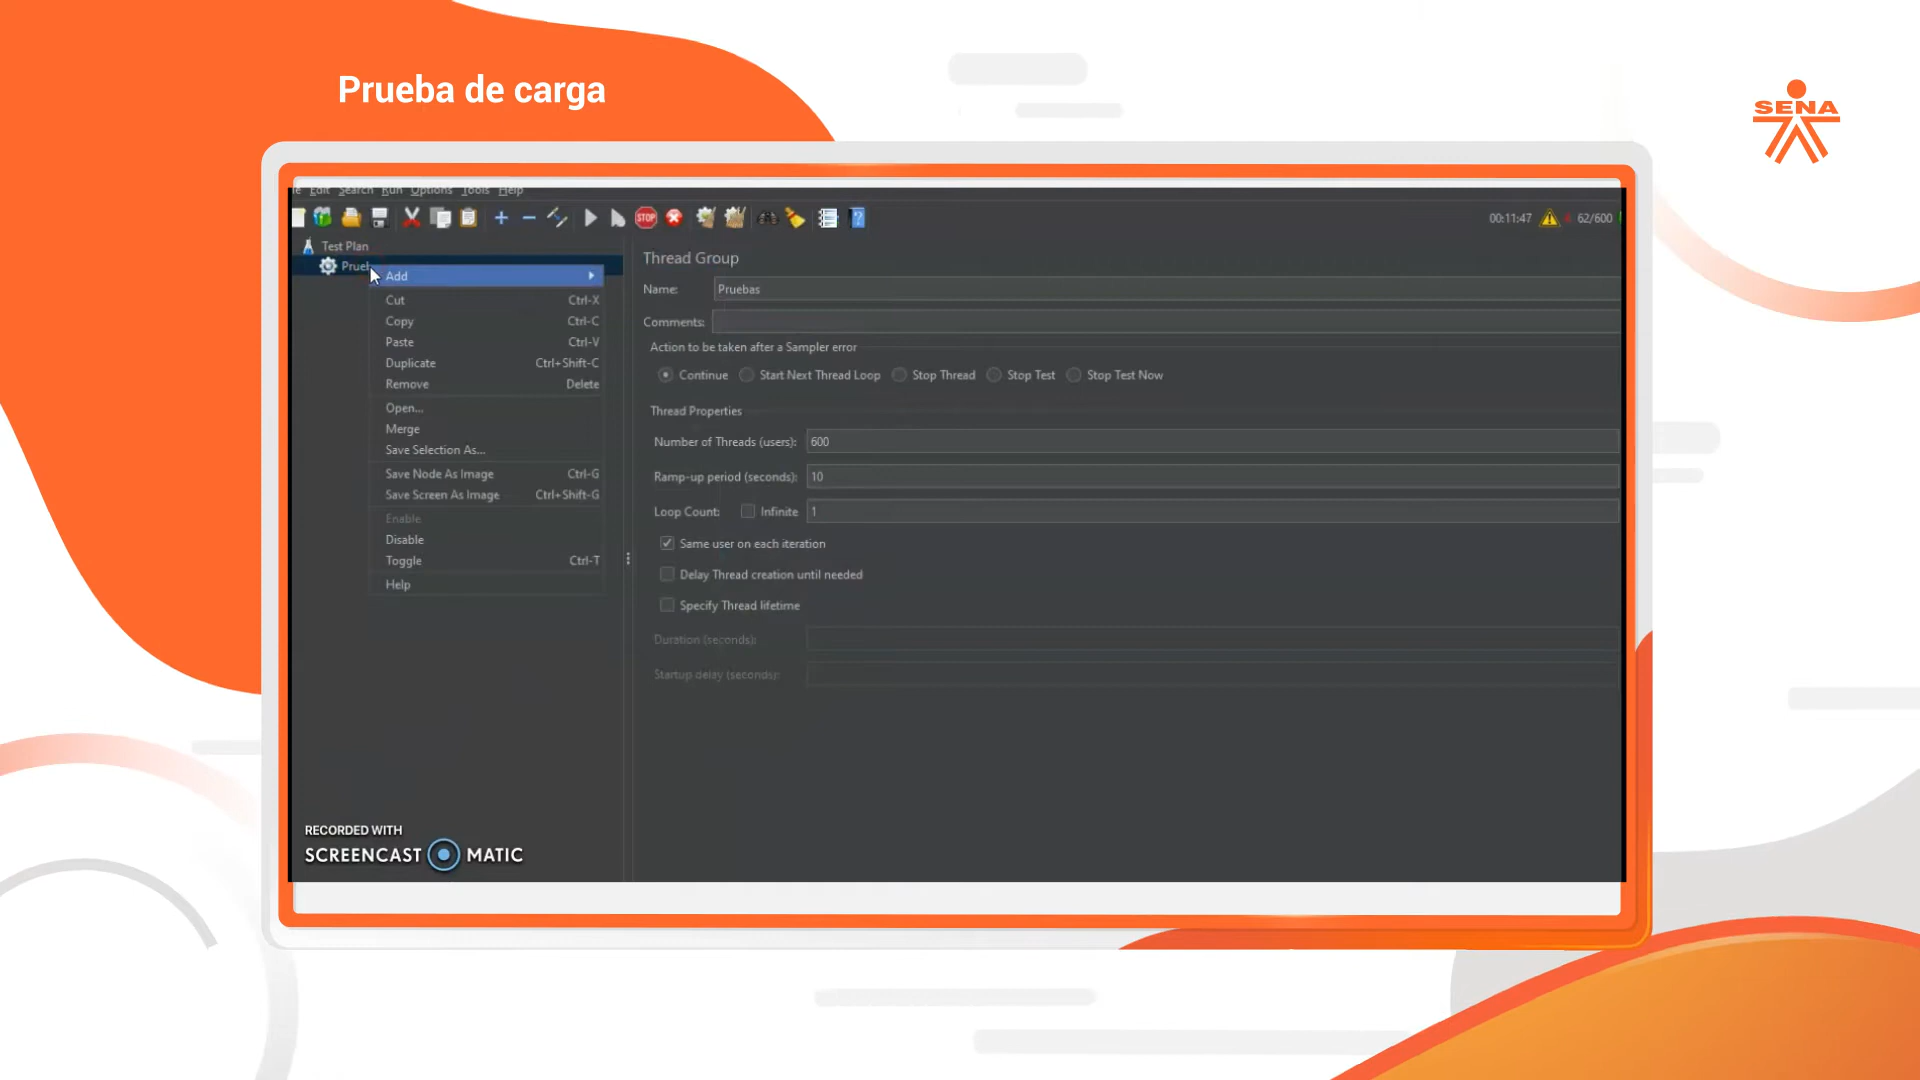 Prueba de carga
SENA
Edit Search Run Options Tools Help
STOP
00:11:47 62/600
Test Plan
Add
Cut Ctrl-X
Copy Ctrl-C
Paste Ctrl-V
Duplicate Ctrl+Shift-C
Remove Delete
Open...
Merge
Save Selection As...
Save Node As Image Ctrl-G
Save Screen As Image Ctrl+Shift-G
Enable
Disable
Toggle Ctrl-T
Help
Thread Group
Name: Pruebas
Comments:
Action to be taken after a Sampler error
Continue Start Next Thread Loop Stop Thread Stop Test Stop Test Now
Thread Properties
Number of Threads (users): 600
Ramp-up period (seconds): 10
Loop Count: Infinite 1
Same user on each iteration
Delay Thread creation until needed
Specify Thread lifetime
Duration (seconds):
Startup delay (seconds):
RECORDED WITH
SCREENCAST MATIC